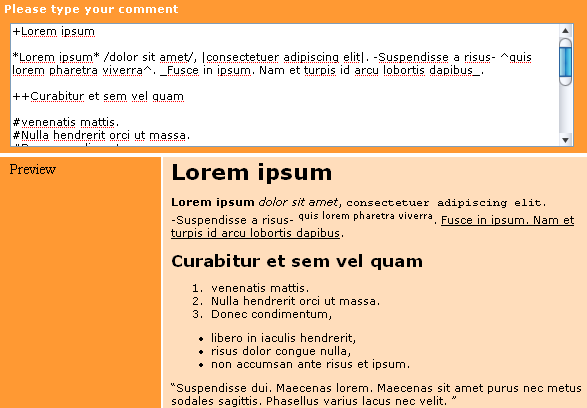 Please type your comment
+Lorem ipsum
*Lorem ipsum* /dolor sit amet/, |consectetuer adipiscing elit|. -Suspendisse a risus- ^quis
lorem pharetra viverra^. _Fusce in ipsum. Nam et turpis id arcu lobortis dapibus_.
++Curabitur et sem vel quam
#venenatis mattis.
#Nulla hendrerit orci ut massa.
Preview
Lorem ipsum
Lorem ipsum dolor sit amet, consectetuer adipiscing elit.
-Suspendisse a risus- quis lorem pharetra viverra. Fusce in ipsum. Nam et
turpis id arcu lobortis dapibus.
Curabitur et sem vel quam
1. venenatis mattis.
2. Nulla hendrerit orci ut massa.
3. Donec condimentum,
• libero in iaculis hendrerit,
• risus dolor congue nulla,
• non accumsan ante risus et ipsum.
“Suspendisse dui. Maecenas lorem. Maecenas sit amet purus nec metus
sodales sagittis. Phasellus varius lacus nec velit. ”